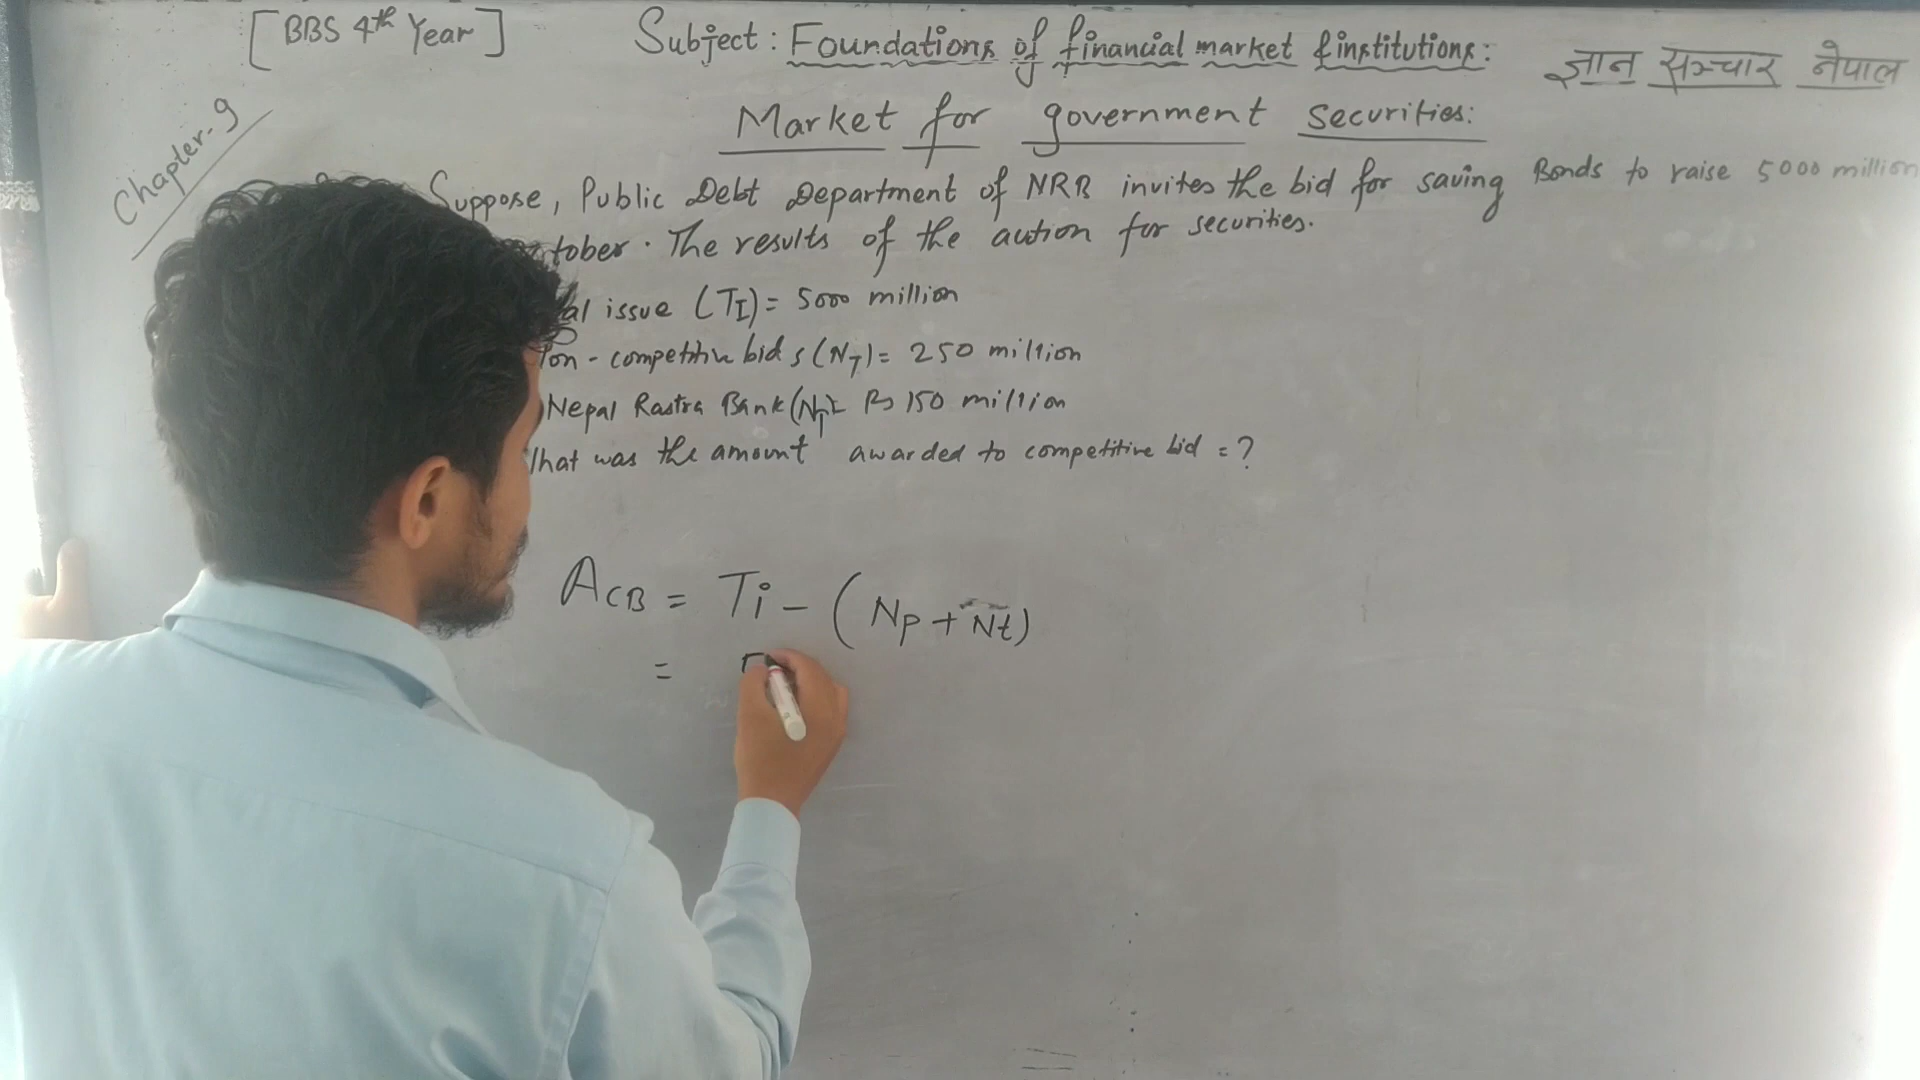 [BBS 4th Year]
Subject: Foundations of financial market & institutions:
ज्ञान सञ्चार नेपाल
Chapter-9
Market for government securities:
Suppose, Public Debt Department of NRB invites the bid for saving Bonds to raise 5000 million
tober. The results of the aution for securities.
al issue (TI)= 5000 million
on-competitive bids (NT)= 250 million
Nepal Rastra Bank (NT)= Rs 150 million
hat was the amount awarded to competitive bid =?
ACB = Ti - (Np + Nt)
=